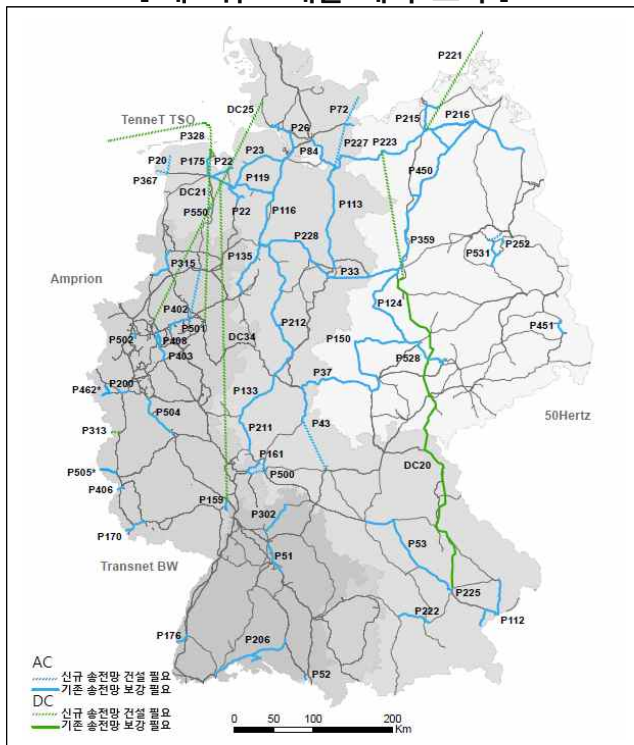 P221
DC25
P72
TenneT TSO
P215
P216
P328
P26
P227
P223
P20
P175
P22
P23
P84
P367
P119
P450
DC21
P113
P550
P22
P116
P228
P359
P252
P531
P315
P135
P33
Amprion
P124
P402
P501
P212
P502
P408
P403
DC34
P150
P451
P528
P37
P462*
P200
P133
50Hertz
P504
P211
P43
P313
P161
DC20
P505*
P500
P406
P159
P302
P170
P53
Transnet BW
P51
P225
P222
P112
P176
P206
P52
AC
신규 송전망 건설 필요
기존 송전망 보강 필요
DC
신규 송전망 건설 필요
기존 송전망 보강 필요
0 50 100 200
Km